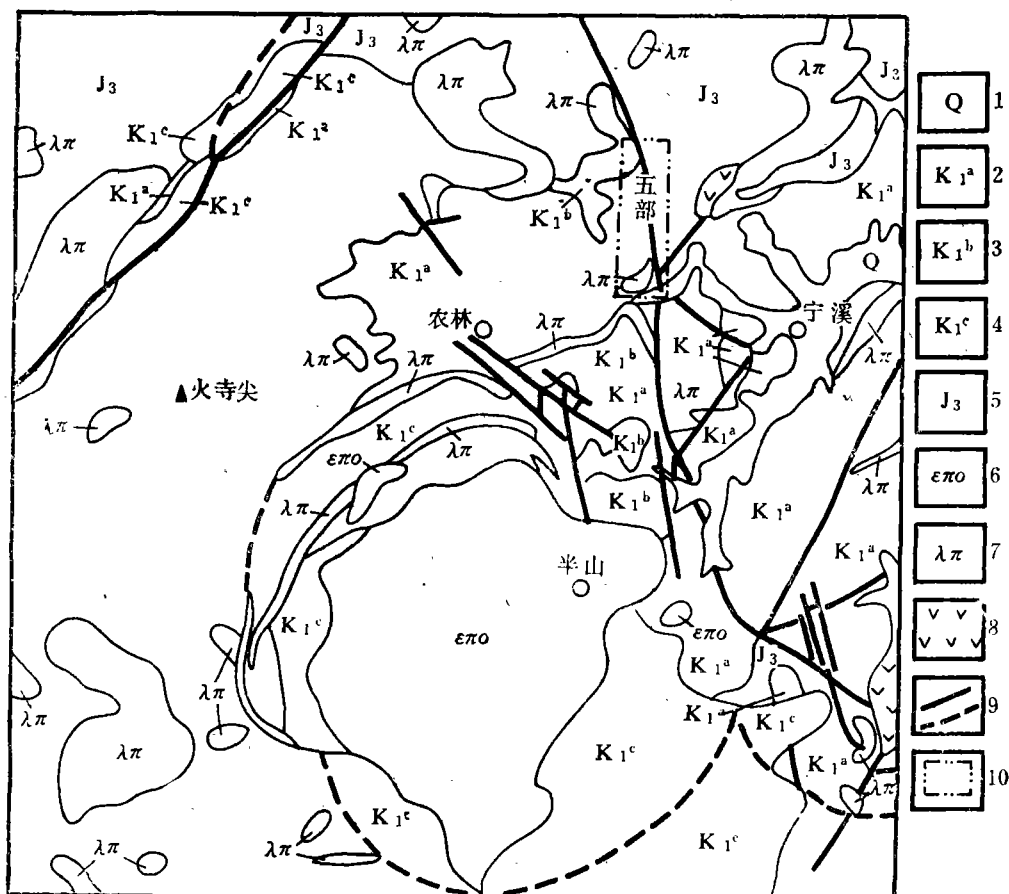 J₃ J₃ λπ
J₃ K₁ᶜ λπ λπ λπ J₃ λπ J₃
K₁ᶜ K₁ᵃ
λπ J₃
K₁ᵃ K₁ᶜ 五部 K₁ᵃ
λπ K₁ᵇ
K₁ᵃ λπ Q
农林 λπ 宁溪
λπ λπ K₁ᵇ K₁ᵃ λπ
▲火寺尖 K₁ᵃ λπ
λπ K₁ᶜ λπ K₁ᵇ K₁ᵃ
επο λπ
λπ K₁ᵇ K₁ᵃ
半山 K₁ᵃ
K₁ᶜ επο επο
λπ K₁ᵃ J₃
λπ λπ K₁ᵃ K₁ᶜ
K₁ᶜ K₁ᵃ
K₁ᶜ λπ
λπ λπ K₁ᶜ
Q 1
K₁ᵃ 2
K₁ᵇ 3
K₁ᶜ 4
J₃ 5
επο 6
λπ 7
8
9
10